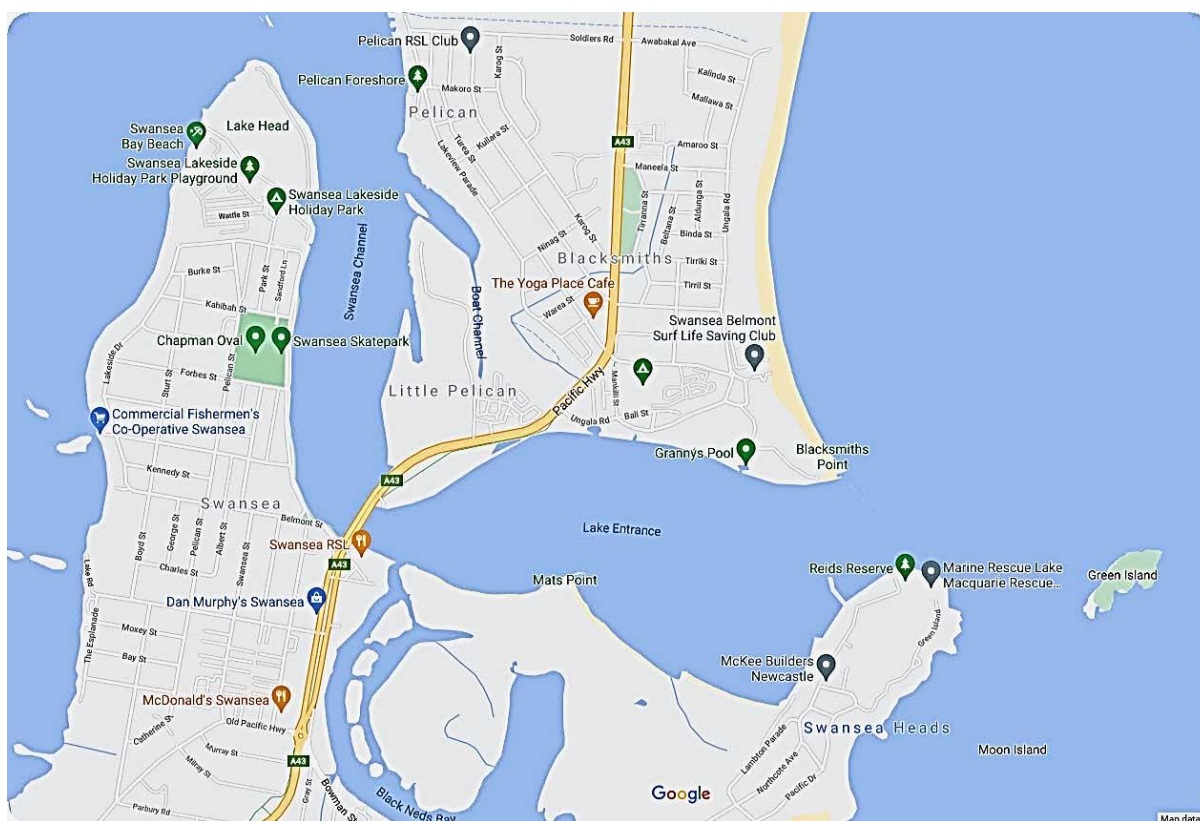 Pelican RSL Club
Soldiers Rd
Awabakal Ave
Karog St
Kalinda St
Pelican Foreshore
Makoro St
Mallawa St
Pelican
Swansea
Bay Beach
Lake Head
Kullara St
Turea St
Lakeview Parade
A43
Amaroo St
Maneela St
Swansea Lakeside
Holiday Park Playground
Swansea Lakeside
Holiday Park
Wattle St
Tirranna St
Beltana St
Aldunga St
Ungala Rd
Karog St
Ninag St
Binda St
Swansea Channel
Boat Channel
Blacksmiths
Tirriki St
Burke St
Park St
Sandford Ln
The Yoga Place Cafe
Tirril St
Warea St
Kahibah St
Swansea Belmont
Surf Life Saving Club
Chapman Oval
Swansea Skatepark
Lakeside Dr
Sturt St
Pelican St
Forbes St
Little Pelican
Pacific Hwy
Mankilli St
Ungala Rd
Bali St
Commercial Fishermen's
Co-Operative Swansea
Grannys Pool
Blacksmiths
Point
Kennedy St
A43
Swansea
Belmont St
Lake Entrance
Boyd St
George St
Pelican St
Albert St
Swansea St
Swansea RSL
A43
Lake Rd
Charles St
Mats Point
Reids Reserve
Marine Rescue Lake
Macquarie Rescue...
Green Island
Dan Murphy's Swansea
The Esplanade
Moxey St
Bay St
Green Island
McKee Builders
Newcastle
McDonald's Swansea
Catherine St
Old Pacific Hwy
Swansea Heads
Murray St
Milray St
A43
Lambton Parade
Northcote Ave
Pacific Dr
Moon Island
Parbury Rd
Gray St
Bowman St
Black Neds Bay
Google
Map data